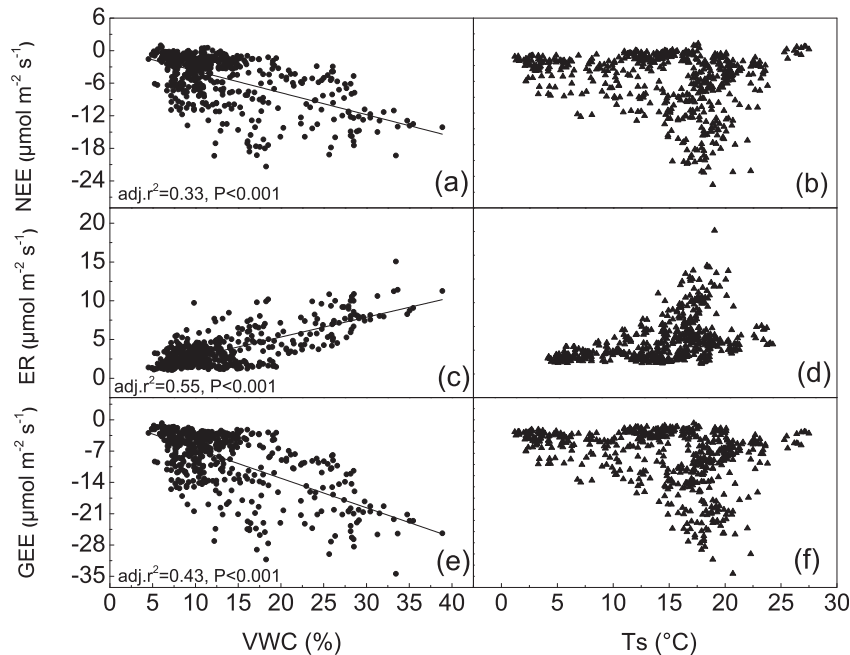 6
0
-6
-12
-18
-24
NEE (µmol m⁻² s⁻¹)
adj.r²=0.33, P<0.001
(a)
(b)
20
15
10
5
0
ER (µmol m⁻² s⁻¹)
adj.r²=0.55, P<0.001
(c)
(d)
0
-7
-14
-21
-28
-35
GEE (µmol m⁻² s⁻¹)
adj.r²=0.43, P<0.001
(e)
(f)
0 5 10 15 20 25 30 35 40
0 5 10 15 20 25 30
VWC (%)
Ts (°C)